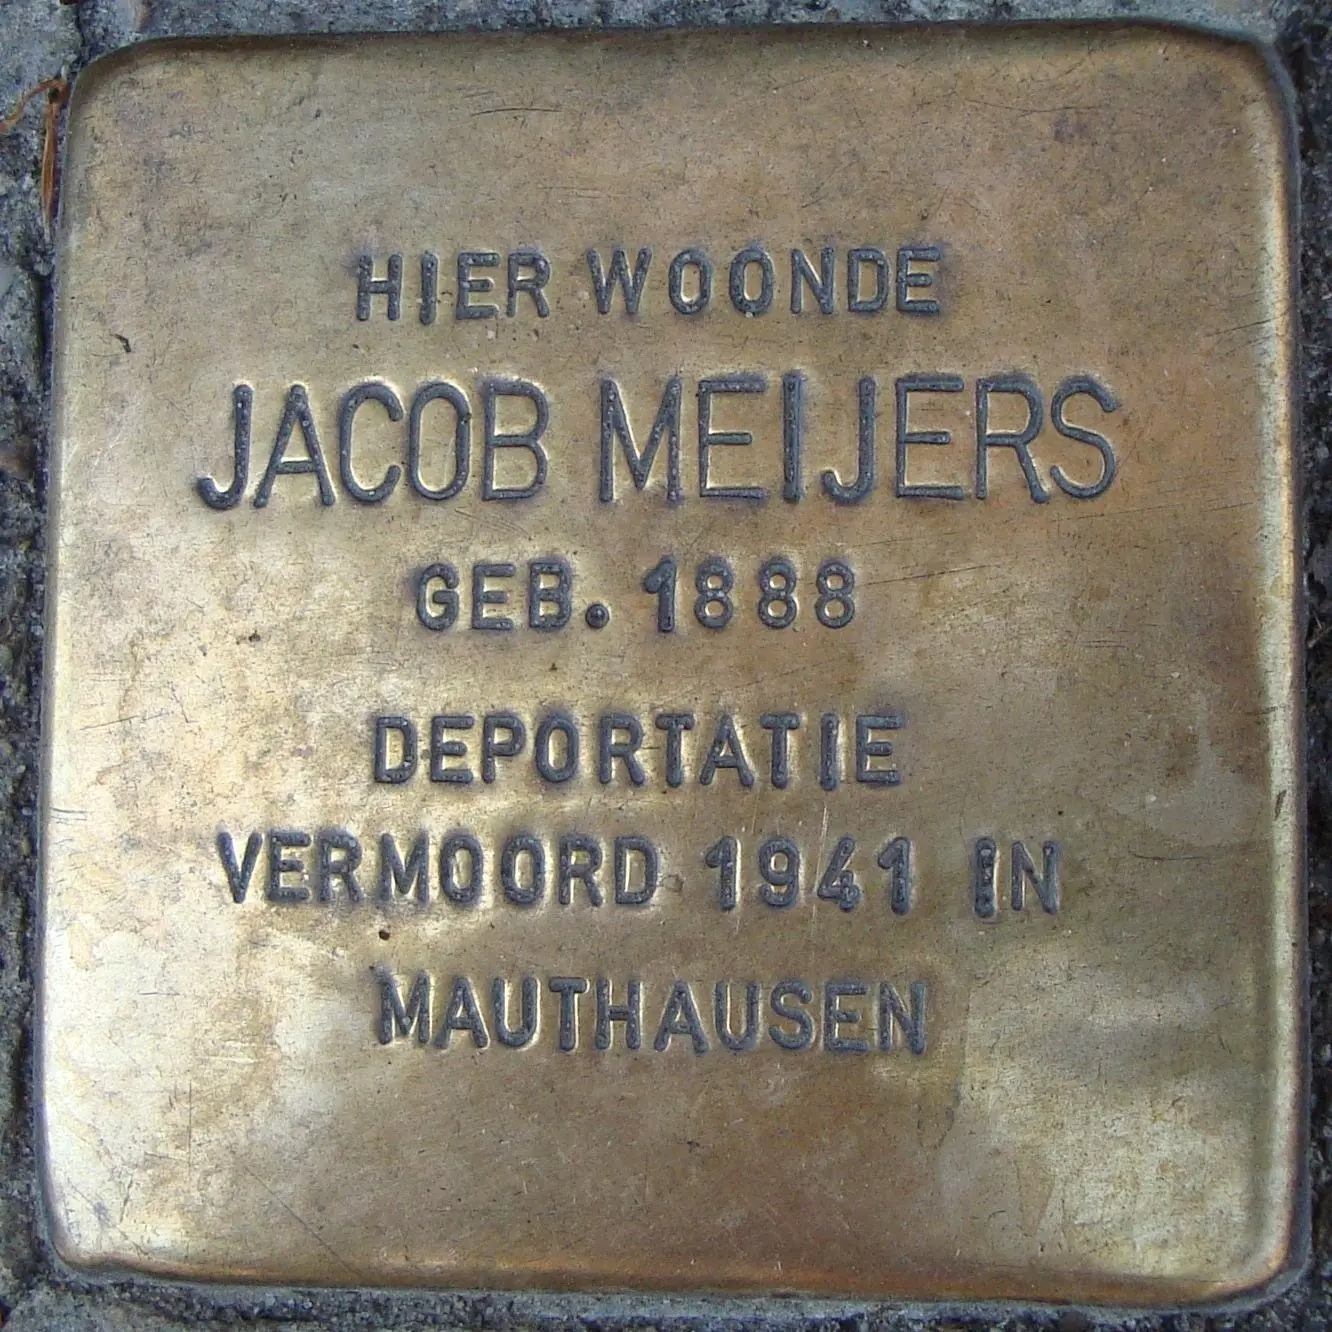 HIER WOONDE
JACOB MEIJERS
GEB. 1888
DEPORTATIE
VERMOORD 1941 IN
MAUTHAUSEN